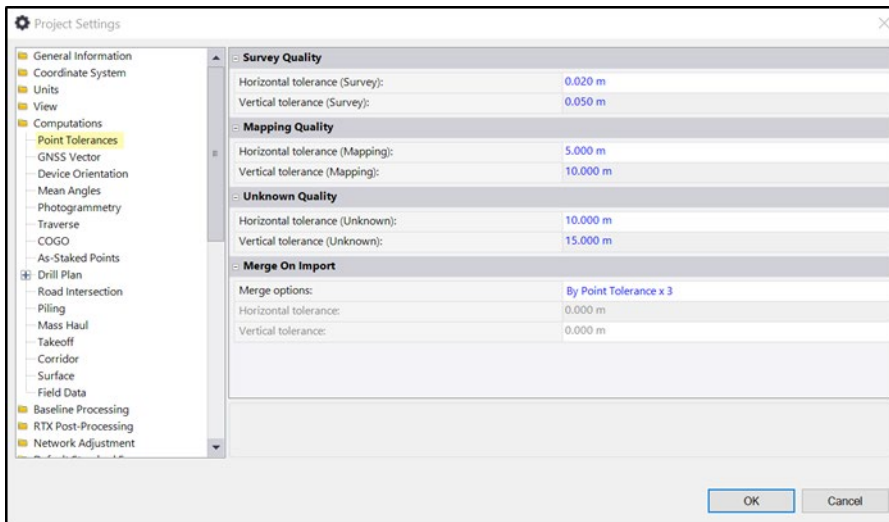 Project Settings
General Information
Coordinate System
Units
View
Computations
Point Tolerances
GNSS Vector
Device Orientation
Mean Angles
Photogrammetry
Traverse
COGO
As-Staked Points
Drill Plan
Road Intersection
Piling
Mass Haul
Takeoff
Corridor
Surface
Field Data
Baseline Processing
RTX Post-Processing
Network Adjustment
Survey Quality
Horizontal tolerance (Survey): 0.020 m
Vertical tolerance (Survey): 0.050 m
Mapping Quality
Horizontal tolerance (Mapping): 5.000 m
Vertical tolerance (Mapping): 10.000 m
Unknown Quality
Horizontal tolerance (Unknown): 10.000 m
Vertical tolerance (Unknown): 15.000 m
Merge On Import
Merge options: By Point Tolerance x 3
Horizontal tolerance: 0.000 m
Vertical tolerance: 0.000 m
OK Cancel